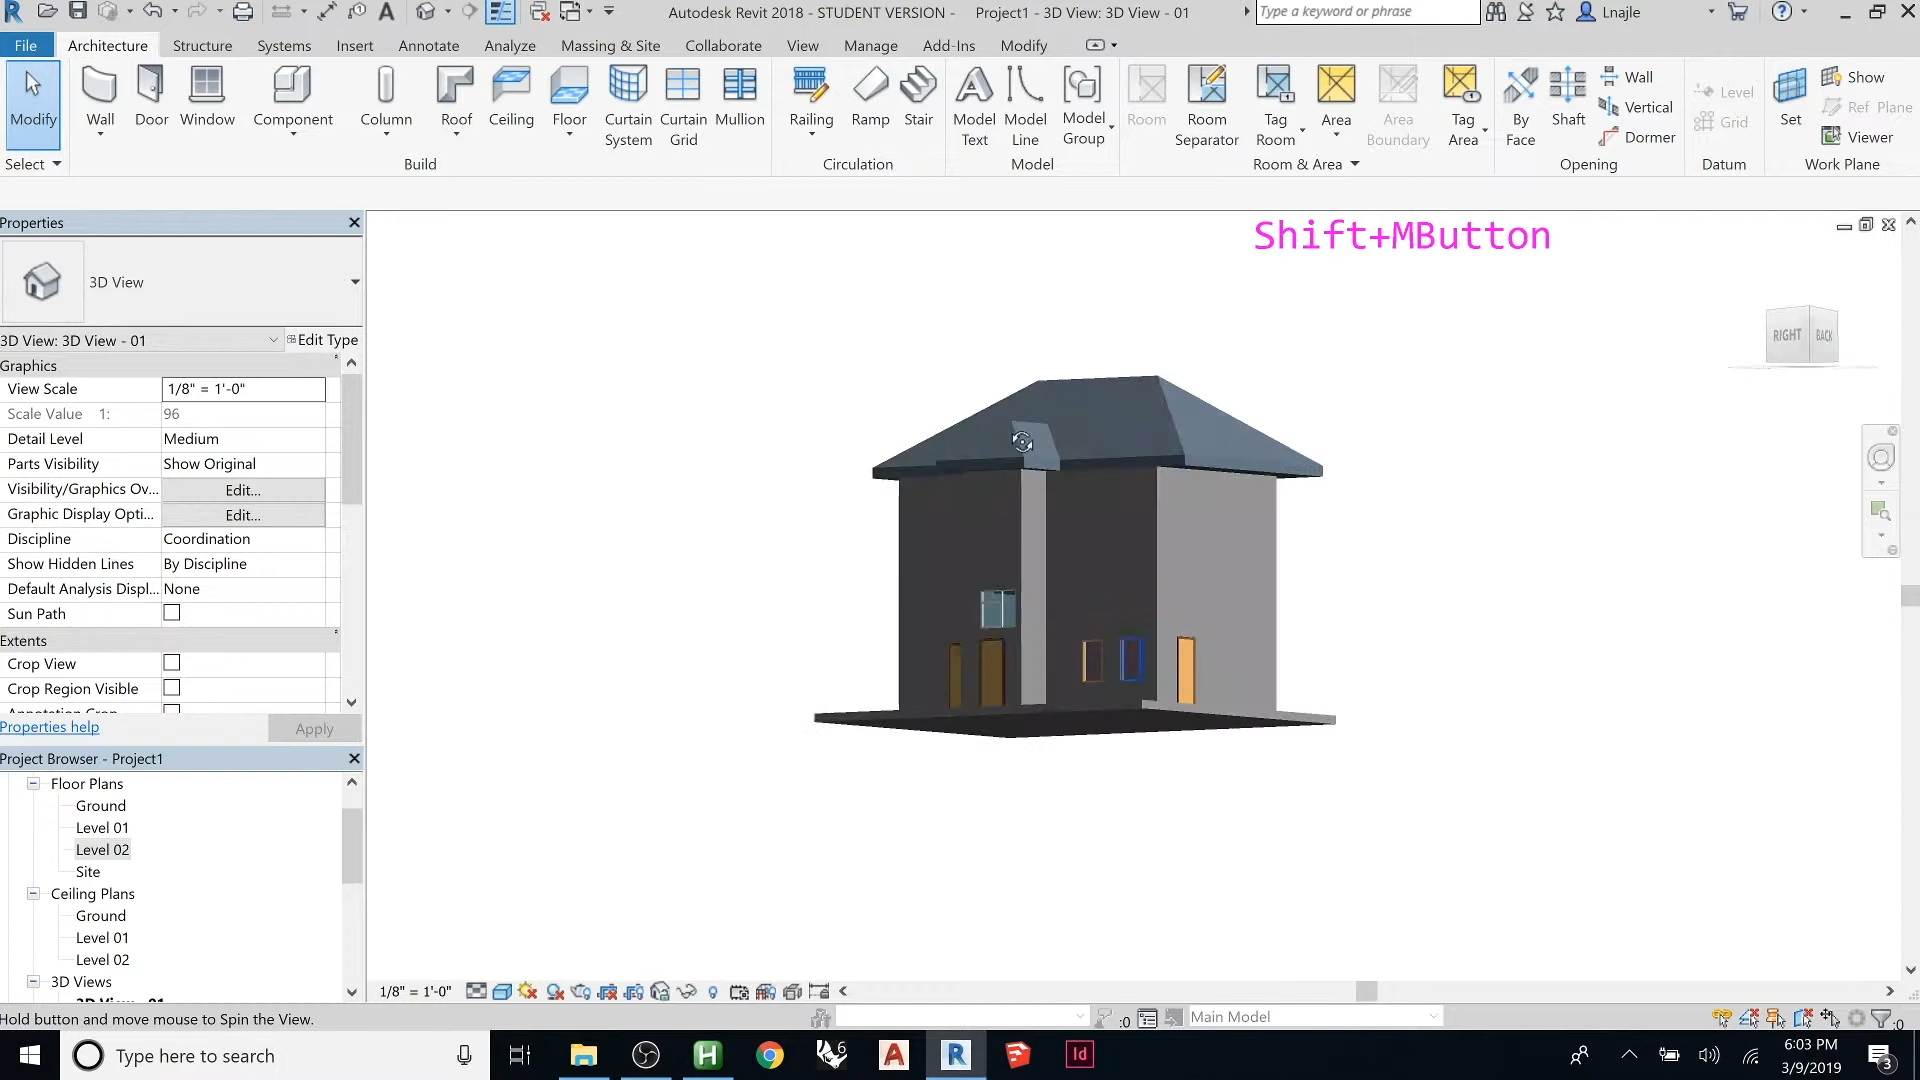 Autodesk Revit 2018 - STUDENT VERSION - Project1 - 3D View: 3D View - 01
Type a keyword or phrase
Lnajle
File Architecture Structure Systems Insert Annotate Analyze Massing & Site Collaborate View Manage Add-Ins Modify
Modify
Wall
Door
Window
Component
Column
Roof
Ceiling
Floor
Curtain System
Curtain Grid
Mullion
Railing
Ramp
Stair
Model Text
Model Line
Model Group
Room
Room Separator
Tag Room
Area
Area Boundary
Tag Area
By Face
Shaft
Wall
Vertical
Dormer
Level
Grid
Set
Show
Ref Plane
Viewer
Select
Build
Circulation
Model
Room & Area
Opening
Datum
Work Plane
Properties
3D View
3D View: 3D View - 01
Edit Type
Graphics
View Scale 1/8" = 1'-0"
Scale Value 1: 96
Detail Level Medium
Parts Visibility Show Original
Visibility/Graphics Ov... Edit...
Graphic Display Opti... Edit...
Discipline Coordination
Show Hidden Lines By Discipline
Default Analysis Displ... None
Sun Path
Extents
Crop View
Crop Region Visible
Properties help
Apply
Project Browser - Project1
Floor Plans
Ground
Level 01
Level 02
Site
Ceiling Plans
Ground
Level 01
Level 02
3D Views
3D View - 01
Shift+MButton
RIGHT
BACK
1/8" = 1'-0"
Hold button and move mouse to Spin the View.
:0
Main Model
:0
Type here to search
6:03 PM
3/9/2019
3